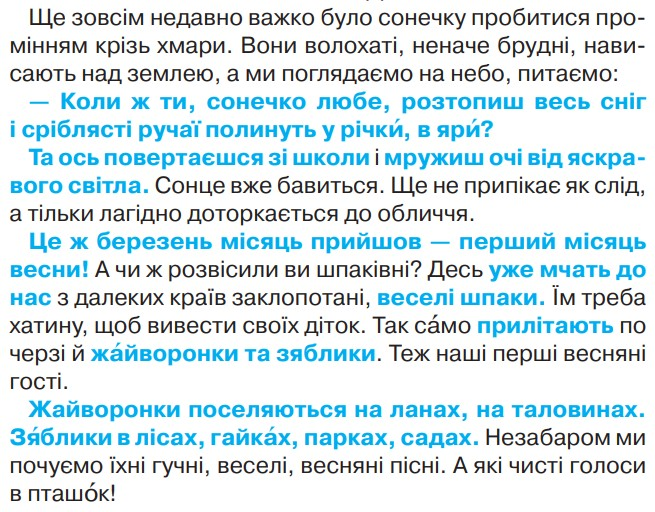 Ще зовсім недавно важко було сонечку пробитися про-
мінням крізь хмари. Вони волохаті, неначе брудні, нави-
сають над землею, а ми поглядаємо на небо, питаємо:
— Коли ж ти, сонечко любе, розтопиш весь сніг
і сріблясті ручаї полинуть у річки́, в яри́?
Та ось повертаєшся зі школи і мружиш очі від яскра-
вого світла. Сонце вже бавиться. Ще не припікає як слід,
а тільки лагідно доторкається до обличчя.
Це ж березень місяць прийшов — перший місяць
весни! А чи ж розвісили ви шпаківні? Десь уже мчать до
нас з далеких країв заклопотані, веселі шпаки. Їм треба
хатину, щоб вивести своїх діток. Так са́мо прилітають по
черзі й жа́йворонки та зяблики. Теж наші перші весняні
гості.
Жайворонки поселяються на ланах, на таловинах.
Зя́блики в лісах, гайка́х, парках, садах. Незабаром ми
почуємо їхні гучні, веселі, весняні пісні. А які чисті голоси
в пташо́к!